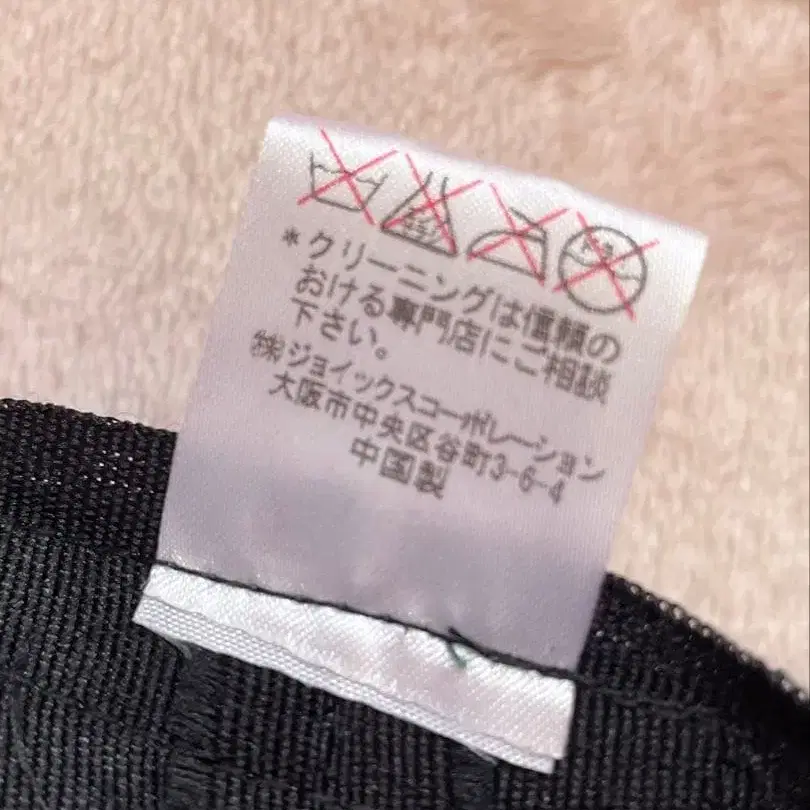 *クリーニングは信頼の
おける専門店にご相談
下さい。
㈱ジョイックスコーポレーション
大阪市中央区谷町3-6-4
中国製